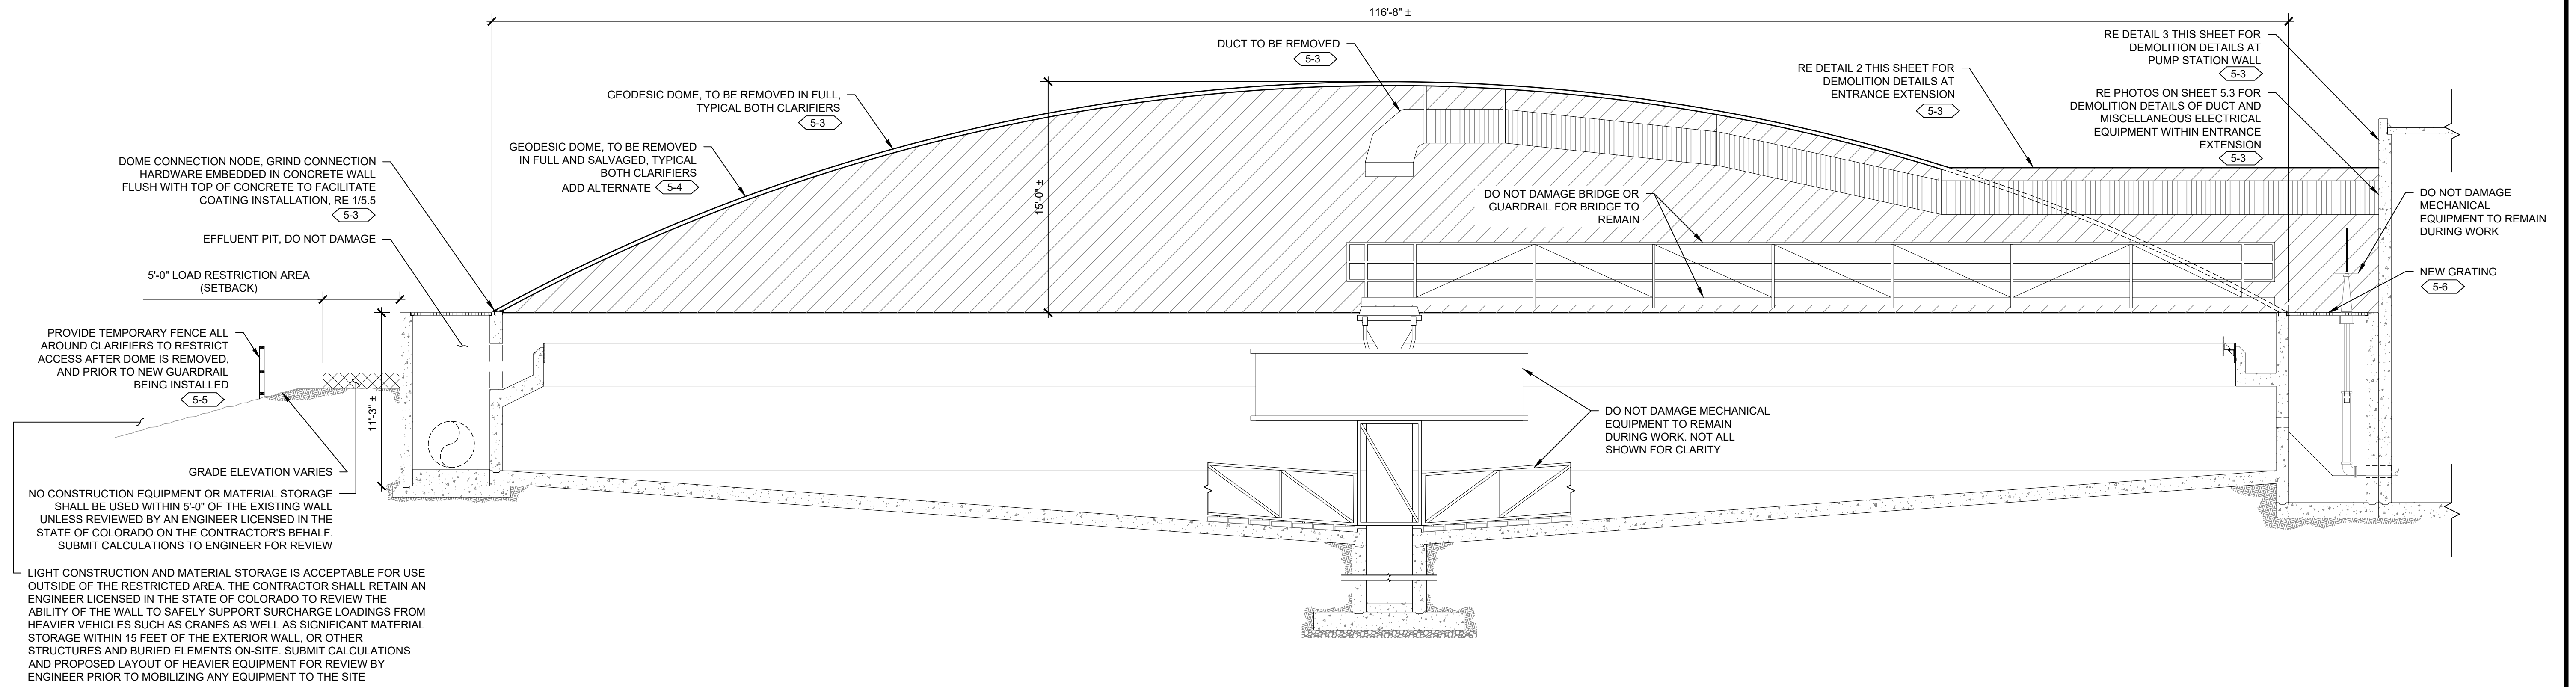 116'-8" ±
DUCT TO BE REMOVED
5-3
GEODESIC DOME, TO BE REMOVED IN FULL,
TYPICAL BOTH CLARIFIERS
5-3
GEODESIC DOME, TO BE REMOVED
IN FULL AND SALVAGED, TYPICAL
BOTH CLARIFIERS
ADD ALTERNATE 5-4
DOME CONNECTION NODE, GRIND CONNECTION
HARDWARE EMBEDDED IN CONCRETE WALL
FLUSH WITH TOP OF CONCRETE TO FACILITATE
COATING INSTALLATION, RE 1/5.5
5-3
EFFLUENT PIT, DO NOT DAMAGE
5'-0" LOAD RESTRICTION AREA
(SETBACK)
PROVIDE TEMPORARY FENCE ALL
AROUND CLARIFIERS TO RESTRICT
ACCESS AFTER DOME IS REMOVED,
AND PRIOR TO NEW GUARDRAIL
BEING INSTALLED
5-5
11'-3" ±
15'-0" ±
GRADE ELEVATION VARIES
NO CONSTRUCTION EQUIPMENT OR MATERIAL STORAGE
SHALL BE USED WITHIN 5'-0" OF THE EXISTING WALL
UNLESS REVIEWED BY AN ENGINEER LICENSED IN THE
STATE OF COLORADO ON THE CONTRACTOR'S BEHALF.
SUBMIT CALCULATIONS TO ENGINEER FOR REVIEW
LIGHT CONSTRUCTION AND MATERIAL STORAGE IS ACCEPTABLE FOR USE
OUTSIDE OF THE RESTRICTED AREA. THE CONTRACTOR SHALL RETAIN AN
ENGINEER LICENSED IN THE STATE OF COLORADO TO REVIEW THE
ABILITY OF THE WALL TO SAFELY SUPPORT SURCHARGE LOADINGS FROM
HEAVIER VEHICLES SUCH AS CRANES AS WELL AS SIGNIFICANT MATERIAL
STORAGE WITHIN 15 FEET OF THE EXTERIOR WALL, OR OTHER
STRUCTURES AND BURIED ELEMENTS ON-SITE. SUBMIT CALCULATIONS
AND PROPOSED LAYOUT OF HEAVIER EQUIPMENT FOR REVIEW BY
ENGINEER PRIOR TO MOBILIZING ANY EQUIPMENT TO THE SITE
DO NOT DAMAGE BRIDGE OR
GUARDRAIL FOR BRIDGE TO
REMAIN
DO NOT DAMAGE MECHANICAL
EQUIPMENT TO REMAIN
DURING WORK. NOT ALL
SHOWN FOR CLARITY
RE DETAIL 2 THIS SHEET FOR
DEMOLITION DETAILS AT
ENTRANCE EXTENSION
5-3
RE DETAIL 3 THIS SHEET FOR
DEMOLITION DETAILS AT
PUMP STATION WALL
5-3
RE PHOTOS ON SHEET 5.3 FOR
DEMOLITION DETAILS OF DUCT AND
MISCELLANEOUS ELECTRICAL
EQUIPMENT WITHIN ENTRANCE
EXTENSION
5-3
DO NOT DAMAGE
MECHANICAL
EQUIPMENT TO REMAIN
DURING WORK
NEW GRATING
5-6